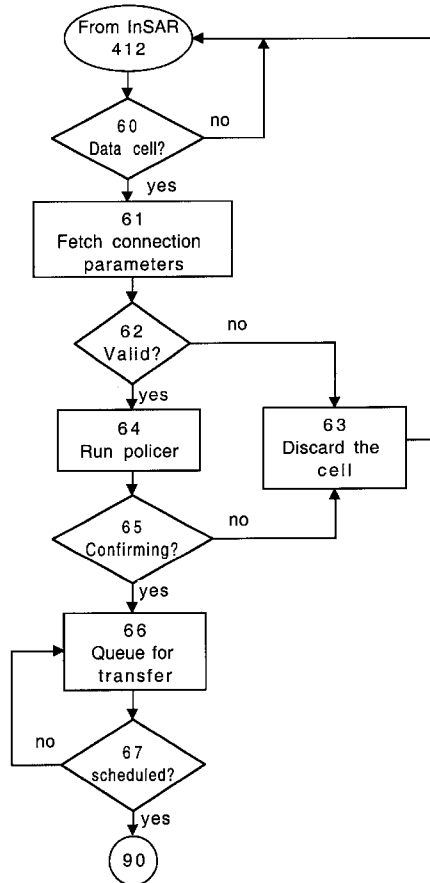 From InSAR
412
60
Data cell?
no
yes
61
Fetch connection
parameters
62
Valid?
no
yes
64
Run policer
63
Discard the
cell
65
Confirming?
no
yes
66
Queue for
transfer
no
67
scheduled?
yes
90